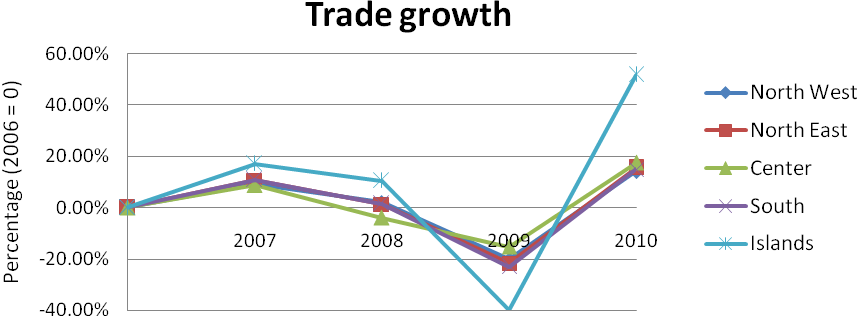 Trade growth
Percentage (2006 = 0)
60.00%
40.00%
20.00%
0.00%
-20.00%
-40.00%
2007 2008 2009 2010
North West
North East
Center
South
Islands